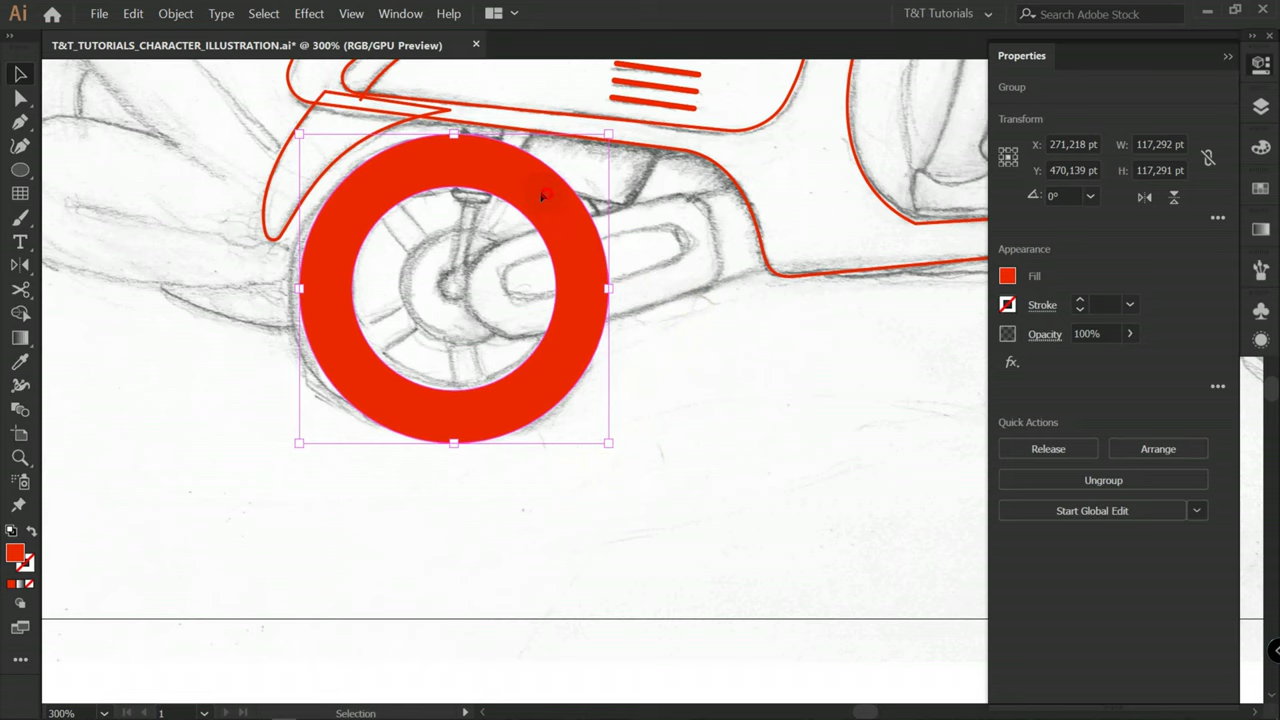 Ai File Edit Object Type Select Effect View Window Help T&T Tutorials Search Adobe Stock
T&T_TUTORIALS_CHARACTER_ILLUSTRATION.ai* @ 300% (RGB/GPU Preview)
Properties
Group
Transform
X: 271,218 pt W: 117,292 pt
Y: 470,139 pt H: 117,291 pt
0°
Appearance
Fill
Stroke
Opacity 100%
fx.
Quick Actions
Release Arrange
Ungroup
Start Global Edit
300% 1 Selection